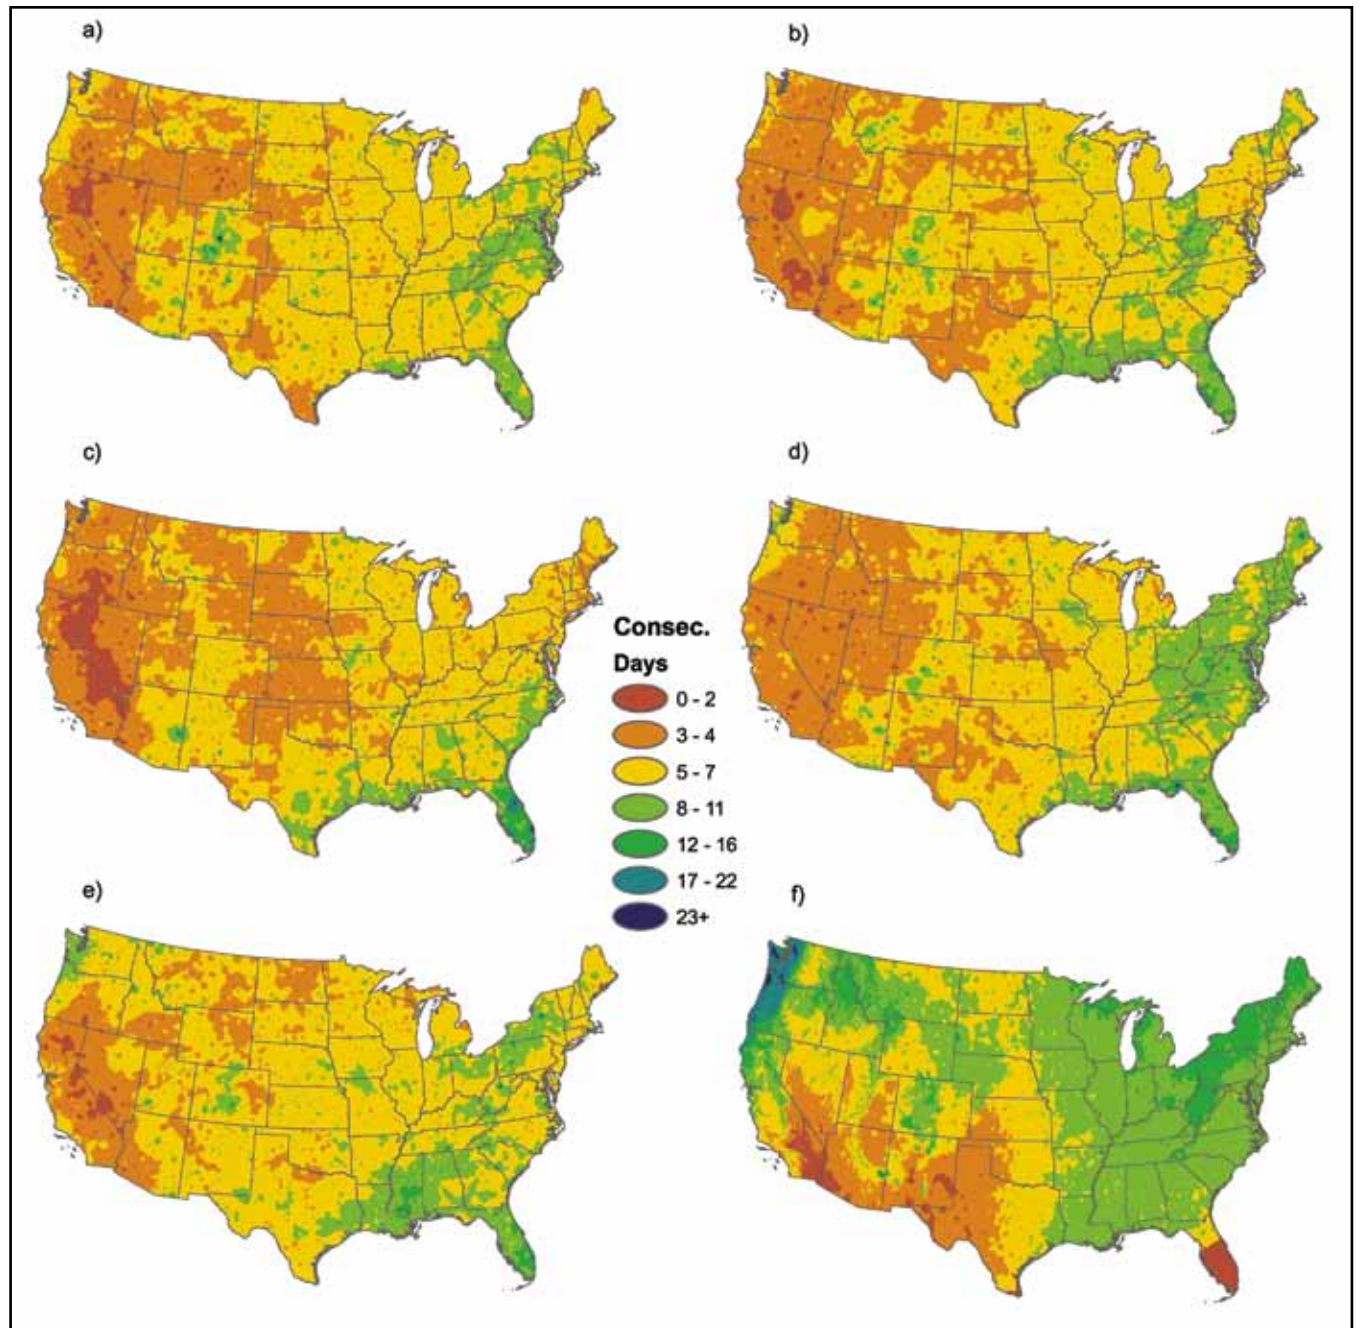 a)
b)
c)
d)
Consec.
Days
0 - 2
3 - 4
5 - 7
8 - 11
12 - 16
17 - 22
23+
e)
f)